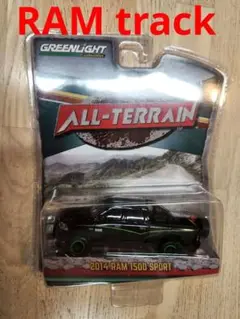 RAM track
GREENLIGHT
ALL-TERRAIN
2014 RAM 1500 SPORT